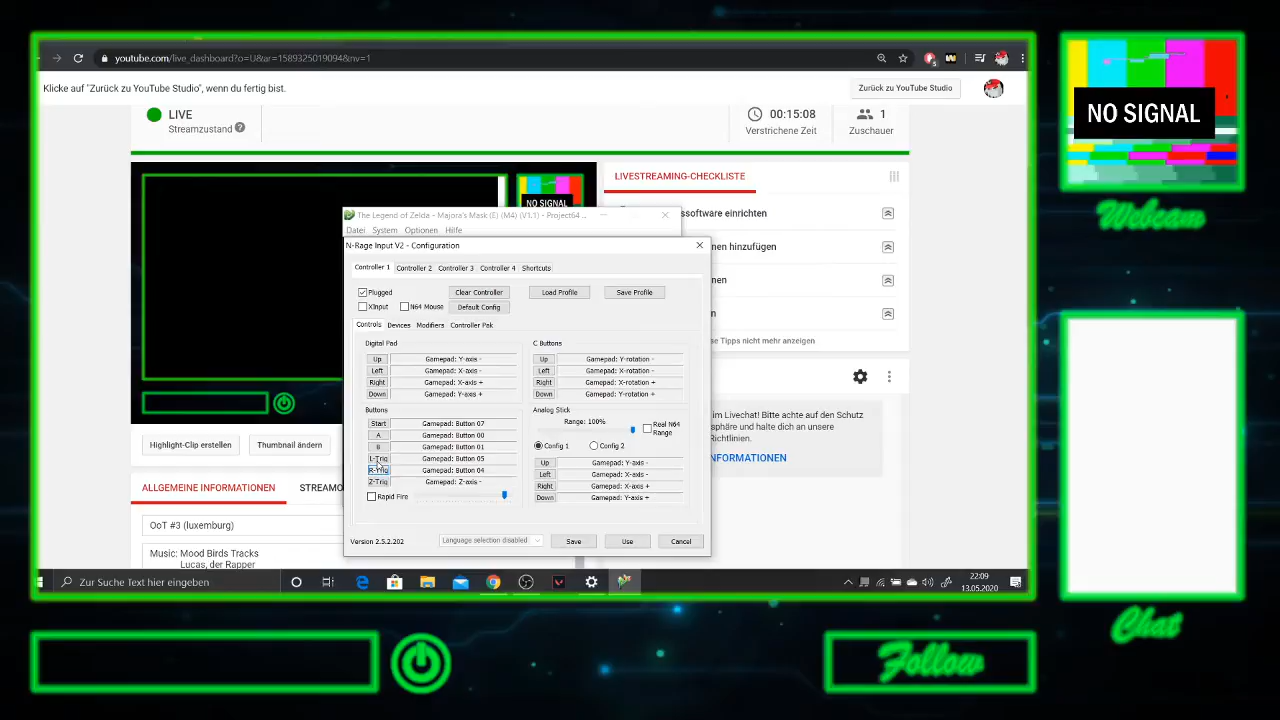 youtube.com/live_dashboard?o=U&ar=1589325019094&nv=1
Klicke auf "Zurück zu YouTube Studio", wenn du fertig bist.
Zurück zu YouTube Studio
LIVE
Streamzustand
00:15:08
Verstrichene Zeit
1
Zuschauer
NO SIGNAL
Webcam
NO SIGNAL
LIVESTREAMING-CHECKLISTE
ssoftware einrichten
nen hinzufügen
nen
n
se Tipps nicht mehr anzeigen
The Legend of Zelda - Majora's Mask (E) (M4) (V1.1) - Project64 ...
Datei System Optionen Hilfe
N-Rage Input V2 - Configuration
Controller 1 Controller 2 Controller 3 Controller 4 Shortcuts
Plugged
Clear Controller
Load Profile
Save Profile
XInput
N64 Mouse
Default Config
Controls Devices Modifiers Controller Pak
Digital Pad
Up Gamepad: Y-axis -
Left Gamepad: X-axis -
Right Gamepad: X-axis +
Down Gamepad: Y-axis +
C Buttons
Up Gamepad: Y-rotation -
Left Gamepad: X-rotation -
Right Gamepad: X-rotation +
Down Gamepad: Y-rotation +
Buttons
Start Gamepad: Button 07
A Gamepad: Button 00
B Gamepad: Button 01
L-Trig Gamepad: Button 05
R-Trig Gamepad: Button 04
Z-Trig Gamepad: Z-axis -
Rapid Fire
Analog Stick
Range: 100%
Real N64
Range
Config 1
Config 2
Up Gamepad: Y-axis -
Left Gamepad: X-axis -
Right Gamepad: X-axis +
Down Gamepad: Y-axis +
Version 2.5.2.202
Language selection disabled
Save
Use
Cancel
im Livechat! Bitte achte auf den Schutz
sphäre und halte dich an unsere
Richtlinien.
NFORMATIONEN
Highlight-Clip erstellen
Thumbnail ändern
ALLGEMEINE INFORMATIONEN
STREAMO
OoT #3 (luxemburg)
Music: Mood Birds Tracks
Lucas, der Rapper
Zur Suche Text hier eingeben
22:09
13.05.2020
Chat
Follow